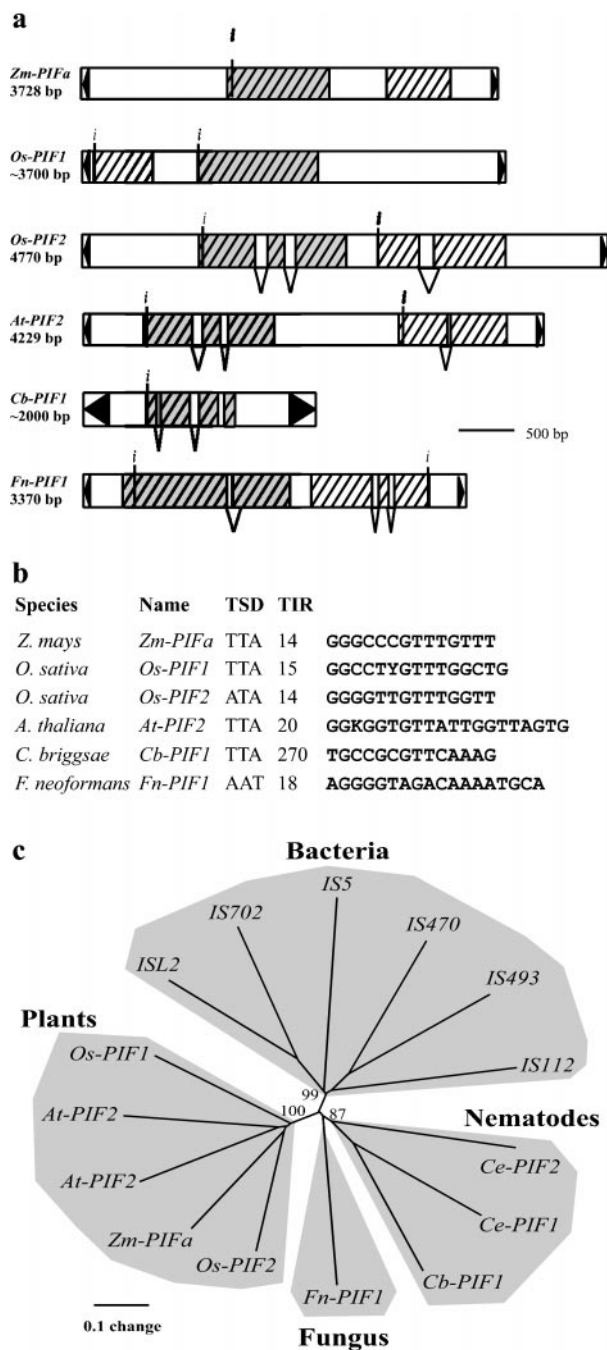 a
i
Zm-PIFa
3728 bp
i i
Os-PIF1
~3700 bp
i i
Os-PIF2
4770 bp
i i
At-PIF2
4229 bp
i
Cb-PIF1
~2000 bp
500 bp
i i
Fn-PIF1
3370 bp
b
Species Name TSD TIR
Z. mays Zm-PIFa TTA 14 GGGCCCGTTTGTTT
O. sativa Os-PIF1 TTA 15 GGCCTYGTTTGGCTG
O. sativa Os-PIF2 ATA 14 GGGGTTGTTTGGTT
A. thaliana At-PIF2 TTA 20 GGKGGTGTTATTGGTTAGTG
C. briggsae Cb-PIF1 TTA 270 TGCCGCGTTCAAAG
F. neoformans Fn-PIF1 AAT 18 AGGGGTAGACAAAATGCA
c
Bacteria
IS5
IS702
IS470
ISL2
IS493
IS112
Plants
Os-PIF1
At-PIF2
At-PIF2
Zm-PIFa
Os-PIF2
99
100
87
Nematodes
Ce-PIF2
Ce-PIF1
Cb-PIF1
Fn-PIF1
Fungus
0.1 change